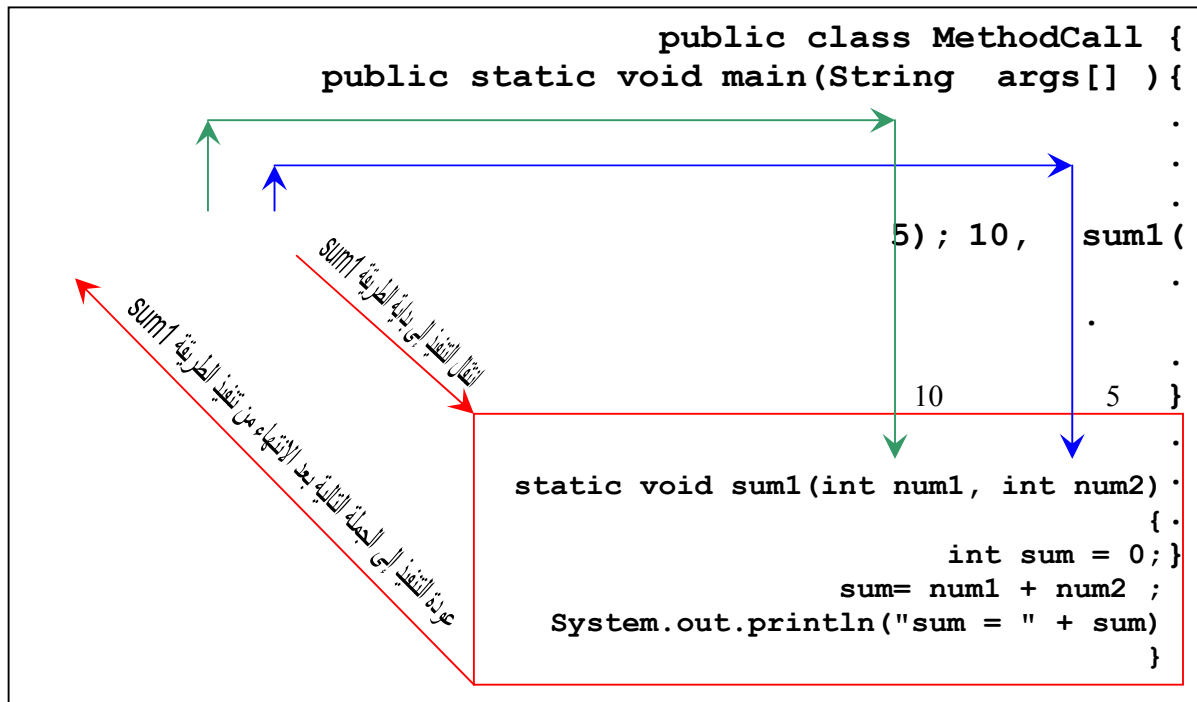 public class MethodCall {
public static void main(String args[] ){
.
.
.
5); 10, sum1(
.
.
.
}
.
.
.
}
انتقال التنفيذ إلى بداية الطريقة sum1
عودة التنفيذ إلى الجملة التالية بعد الانتهاء من تنفيذ الطريقة sum1
10 5
static void sum1(int num1, int num2)
{
int sum = 0;
sum= num1 + num2 ;
System.out.println("sum = " + sum)
}